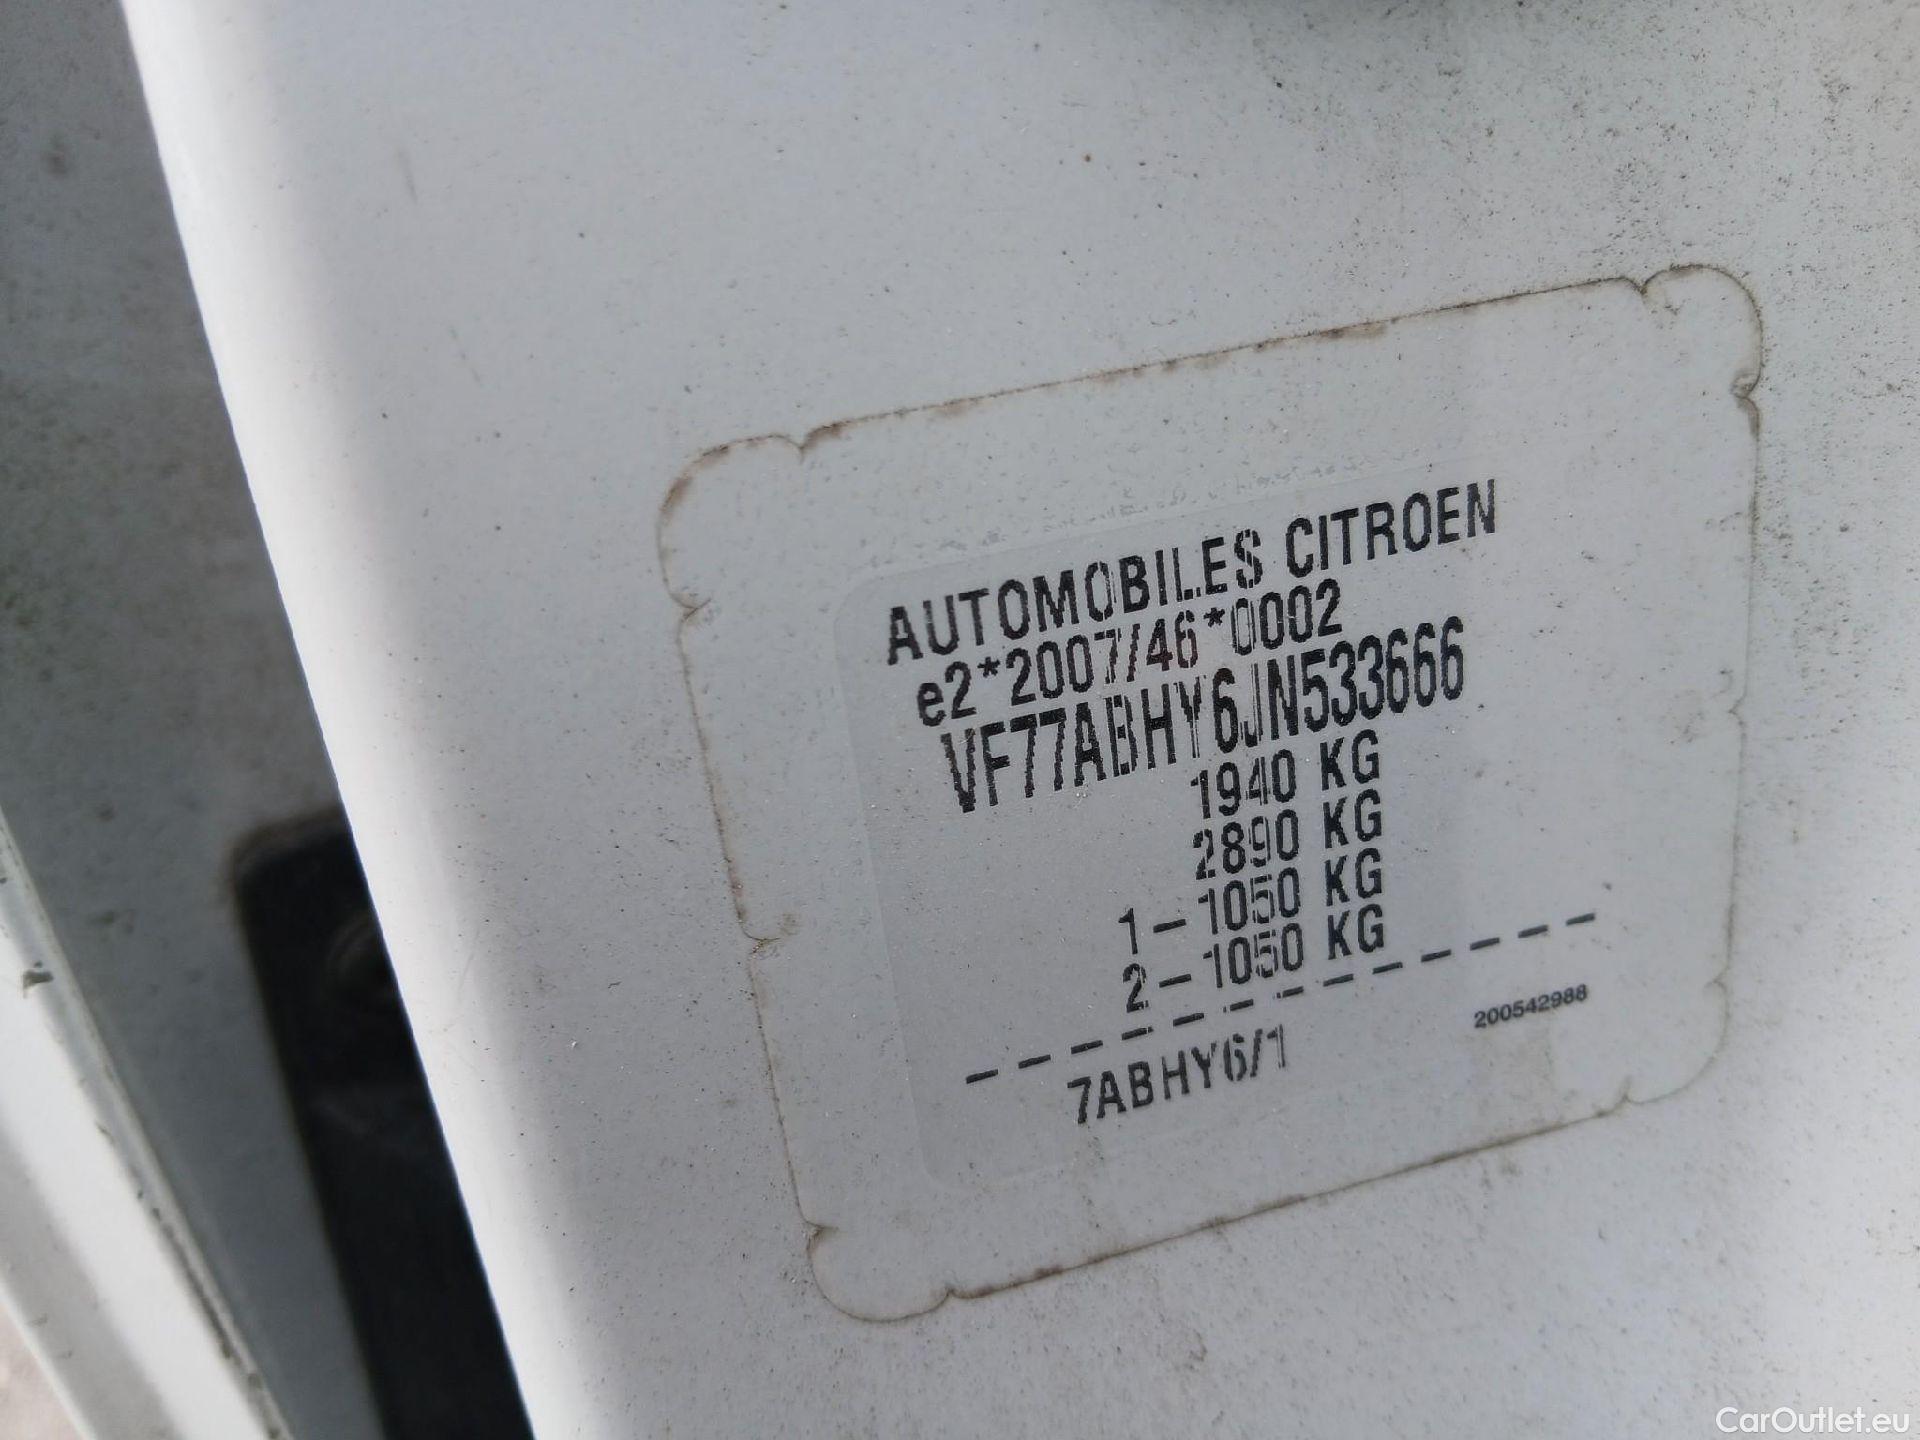 AUTOMOBILES CITROEN
e2*2007/46*0002
VF77ABHY6JN533666
1940 KG
2890 KG
1-1050 KG
2-1050 KG
7ABHY6/1
200542988
CarOutlet.eu